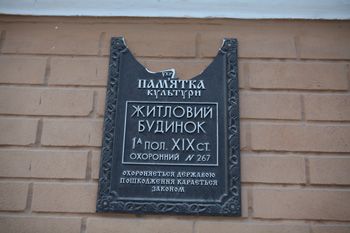 ПАМ'ЯТКА
КУЛЬТУРИ
ЖИТЛОВИЙ
БУДИНОК
1А ПОЛ. XIX СТ.
ОХОРОННИЙ № 267
ОХОРОНЯЄТЬСЯ ДЕРЖАВОЮ
ПОШКОДЖЕННЯ КАРАЄТЬСЯ
ЗАКОНОМ